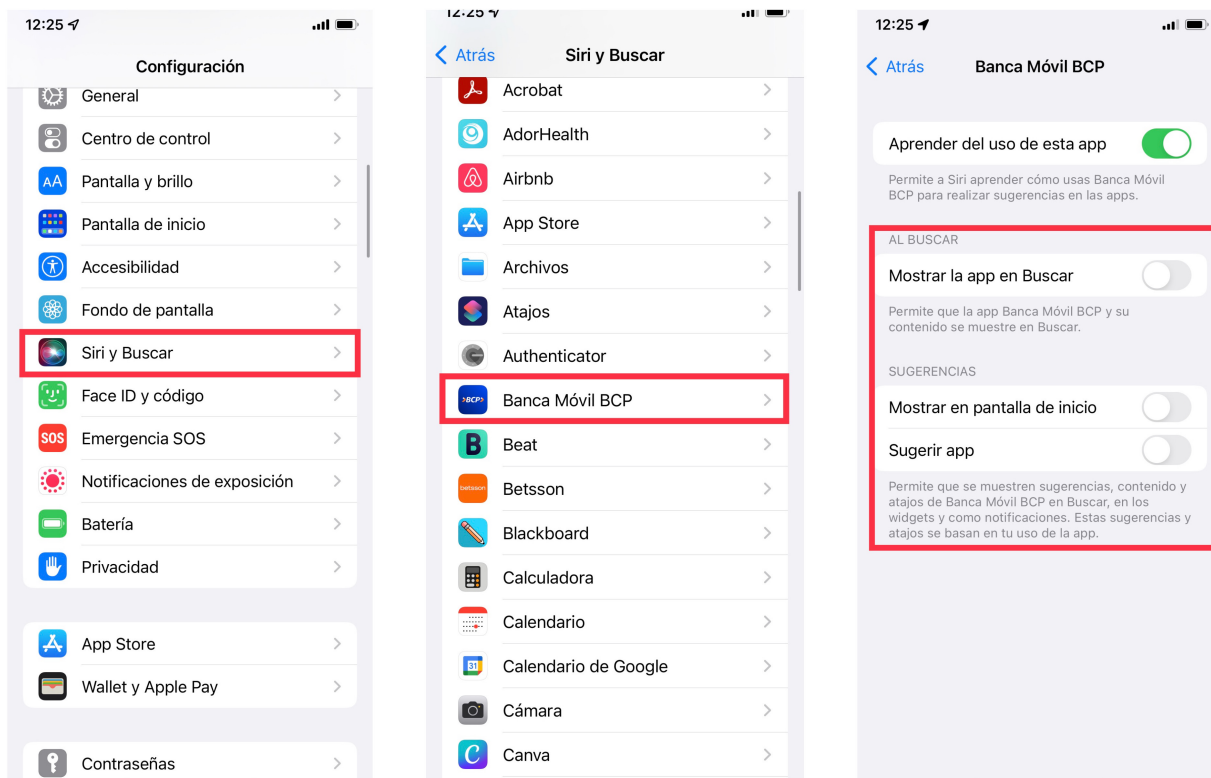 12:25
Configuración
General
Centro de control
AA Pantalla y brillo
Pantalla de inicio
Accesibilidad
Fondo de pantalla
Siri y Buscar
Face ID y código
SOS Emergencia SOS
Notificaciones de exposición
Batería
Privacidad
App Store
Wallet y Apple Pay
Contraseñas
12:25
Atrás
Siri y Buscar
Acrobat
AdorHealth
Airbnb
App Store
Archivos
Atajos
Authenticator
>BCP> Banca Móvil BCP
B Beat
betsson Betsson
Blackboard
Calculadora
Calendario
31 Calendario de Google
Cámara
C Canva
12:25
Atrás
Banca Móvil BCP
Aprender del uso de esta app
Permite a Siri aprender cómo usas Banca Móvil
BCP para realizar sugerencias en las apps.
AL BUSCAR
Mostrar la app en Buscar
Permite que la app Banca Móvil BCP y su
contenido se muestre en Buscar.
SUGERENCIAS
Mostrar en pantalla de inicio
Sugerir app
Permite que se muestren sugerencias, contenido
atajos de Banca Móvil BCP en Buscar, en los
widgets y como notificaciones. Estas sugerencias y
atajos se basan en tu uso de la app.